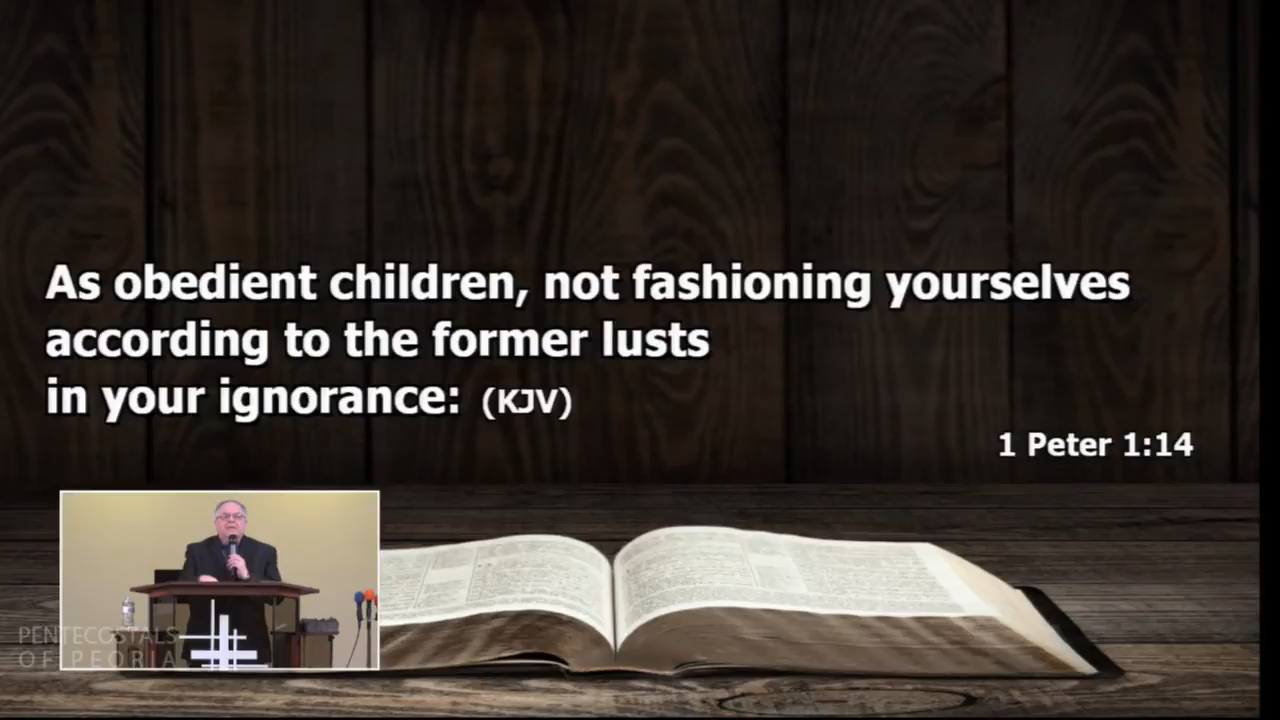 As obedient children, not fashioning yourselves
according to the former lusts
in your ignorance: (KJV)
1 Peter 1:14
PENTECOSTALS
OF PEORIA